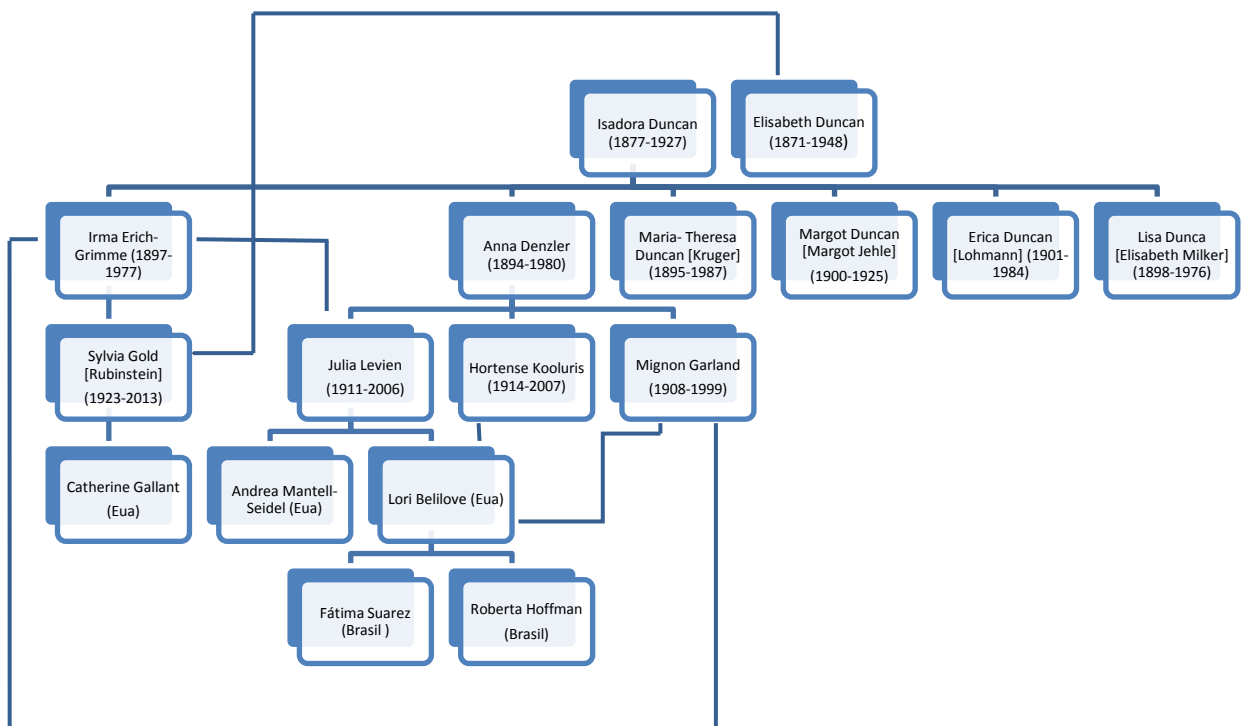 Isadora Duncan
(1877-1927)
Elisabeth Duncan
(1871-1948)
Irma Erich-
Grimme (1897-
1977)
Anna Denzler
(1894-1980)
Maria- Theresa
Duncan [Kruger]
(1895-1987)
Margot Duncan
[Margot Jehle]
(1900-1925)
Erica Duncan
[Lohmann] (1901-
1984)
Lisa Dunca
[Elisabeth Milker]
(1898-1976)
Sylvia Gold
[Rubinstein]
(1923-2013)
Julia Levien
(1911-2006)
Hortense Kooluris
(1914-2007)
Mignon Garland
(1908-1999)
Catherine Gallant
(Eua)
Andrea Mantell-
Seidel (Eua)
Lori Belilove (Eua)
Fátima Suarez
(Brasil )
Roberta Hoffman
(Brasil)